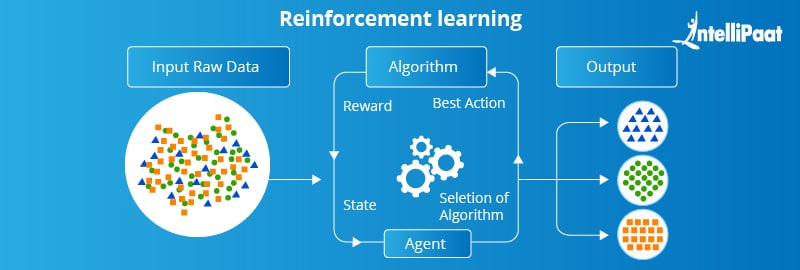 Reinforcement learning
IntelliPaat
Input Raw Data
Algorithm
Output
Reward
Best Action
State
Seletion of
Algorithm
Agent